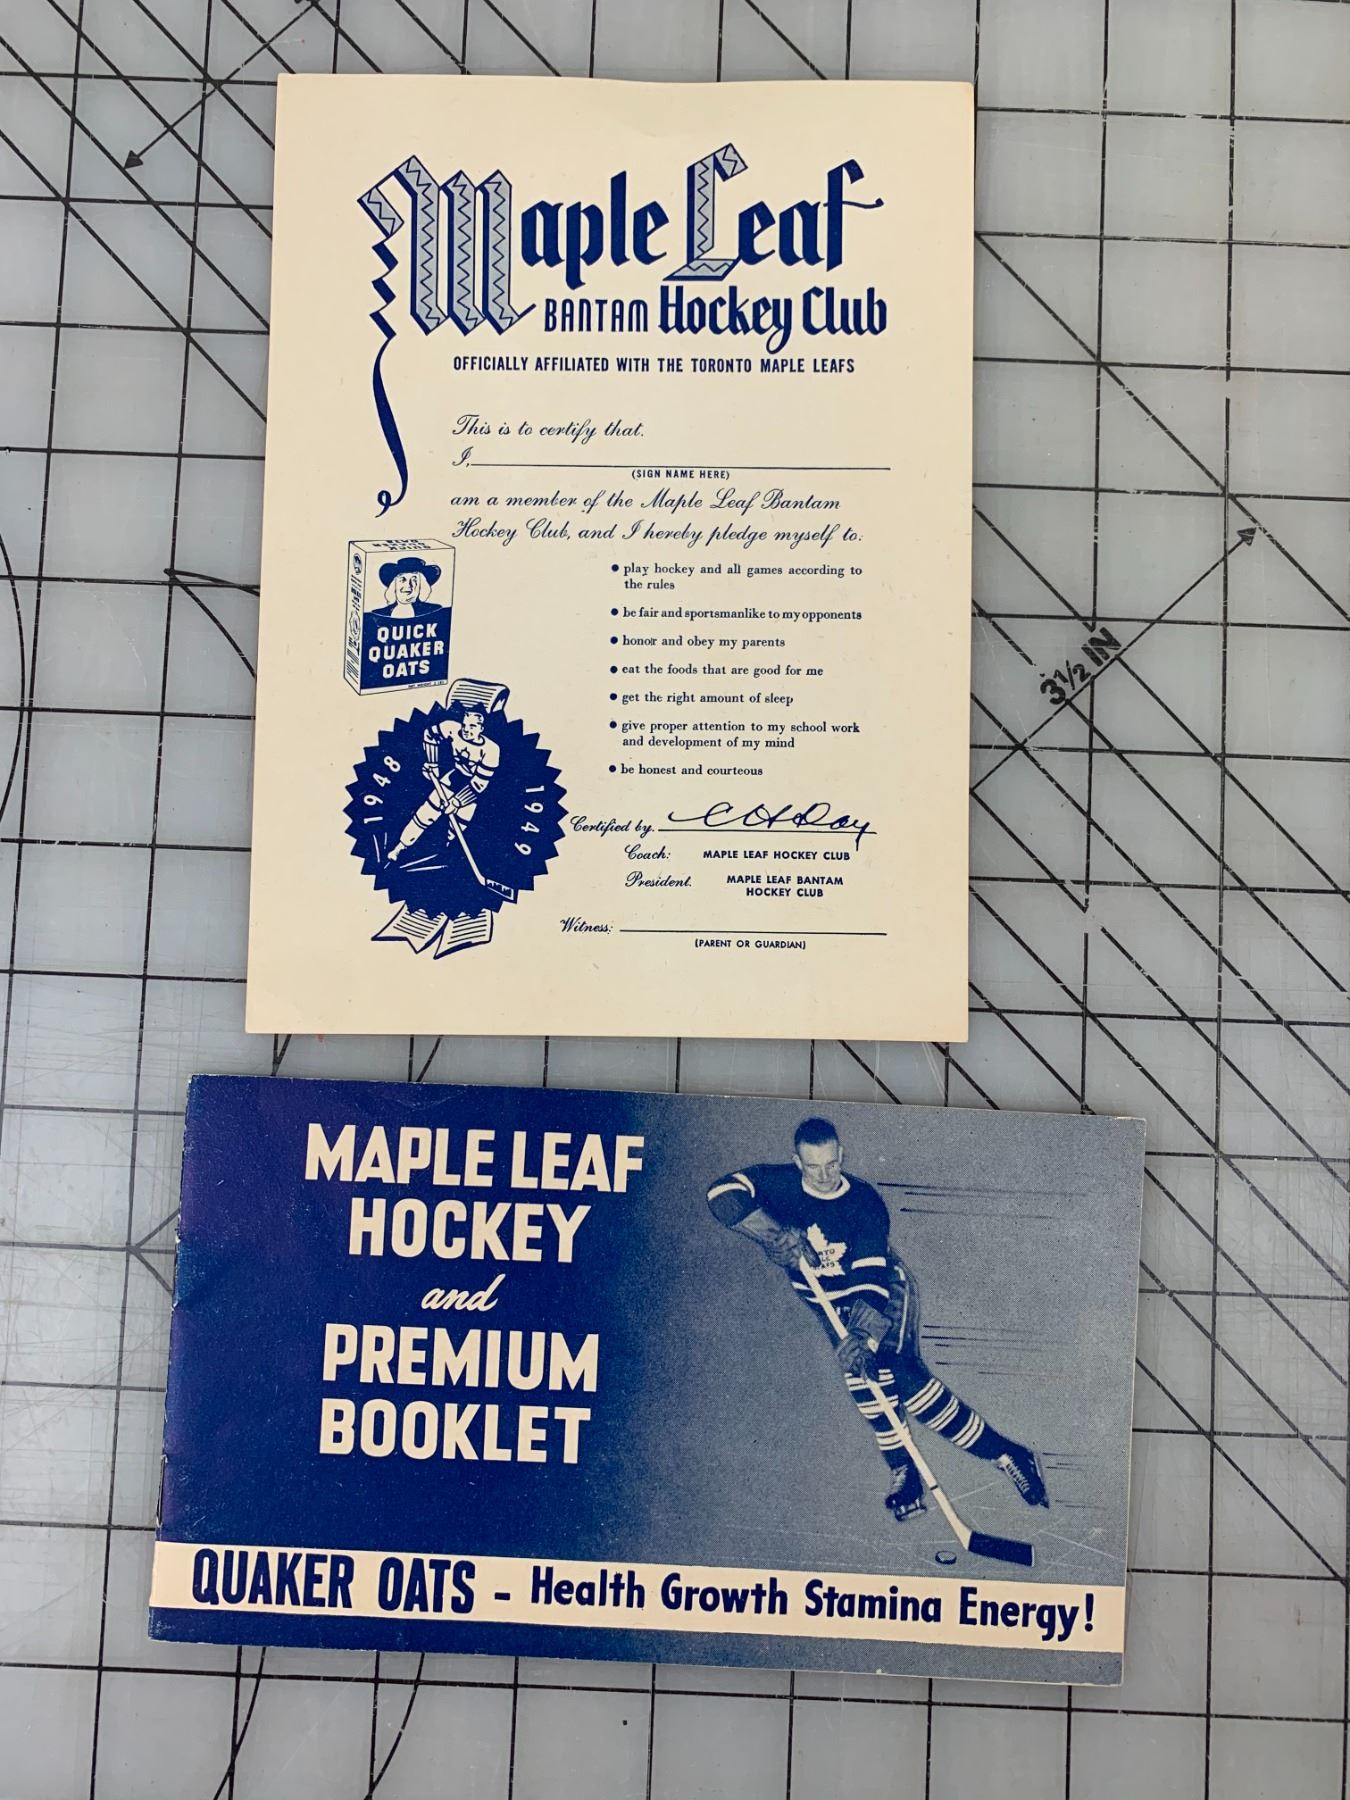 Maple Leaf
BANTAM Hockey Club
OFFICIALLY AFFILIATED WITH THE TORONTO MAPLE LEAFS
This is to certify that.
I,
(SIGN NAME HERE)
am a member of the Maple Leaf Bantam
Hockey Club, and I hereby pledge myself to:
• play hockey and all games according to
the rules
• be fair and sportsmanlike to my opponents
• honor and obey my parents
• eat the foods that are good for me
• get the right amount of sleep
• give proper attention to my school work
and development of my mind
• be honest and courteous
QUICK
QUAKER
OATS
QUICK
QUAKER
OATS
1948
1949
Certified by. C H Day
Coach: MAPLE LEAF HOCKEY CLUB
President. MAPLE LEAF BANTAM
HOCKEY CLUB
Witness:
(PARENT OR GUARDIAN)
3½ IN
MAPLE LEAF
HOCKEY
and
PREMIUM
BOOKLET
QUAKER OATS - Health Growth Stamina Energy!